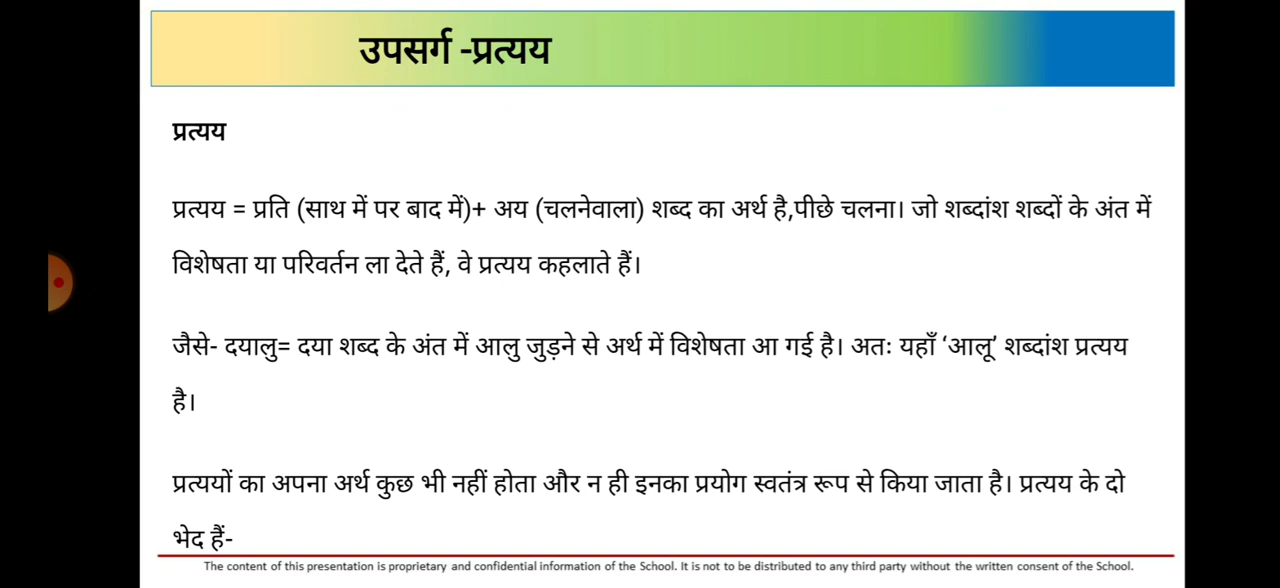 उपसर्ग -प्रत्यय
प्रत्यय
प्रत्यय = प्रति (साथ में पर बाद में)+ अय (चलनेवाला) शब्द का अर्थ है,पीछे चलना। जो शब्दांश शब्दों के अंत में
विशेषता या परिवर्तन ला देते हैं, वे प्रत्यय कहलाते हैं।
जैसे- दयालु= दया शब्द के अंत में आलु जुड़ने से अर्थ में विशेषता आ गई है। अतः यहाँ ‘आलू’ शब्दांश प्रत्यय
है।
प्रत्ययों का अपना अर्थ कुछ भी नहीं होता और न ही इनका प्रयोग स्वतंत्र रूप से किया जाता है। प्रत्यय के दो
भेद हैं-
The content of this presentation is proprietary and confidential information of the School. It is not to be distributed to any third party without the written consent of the School.